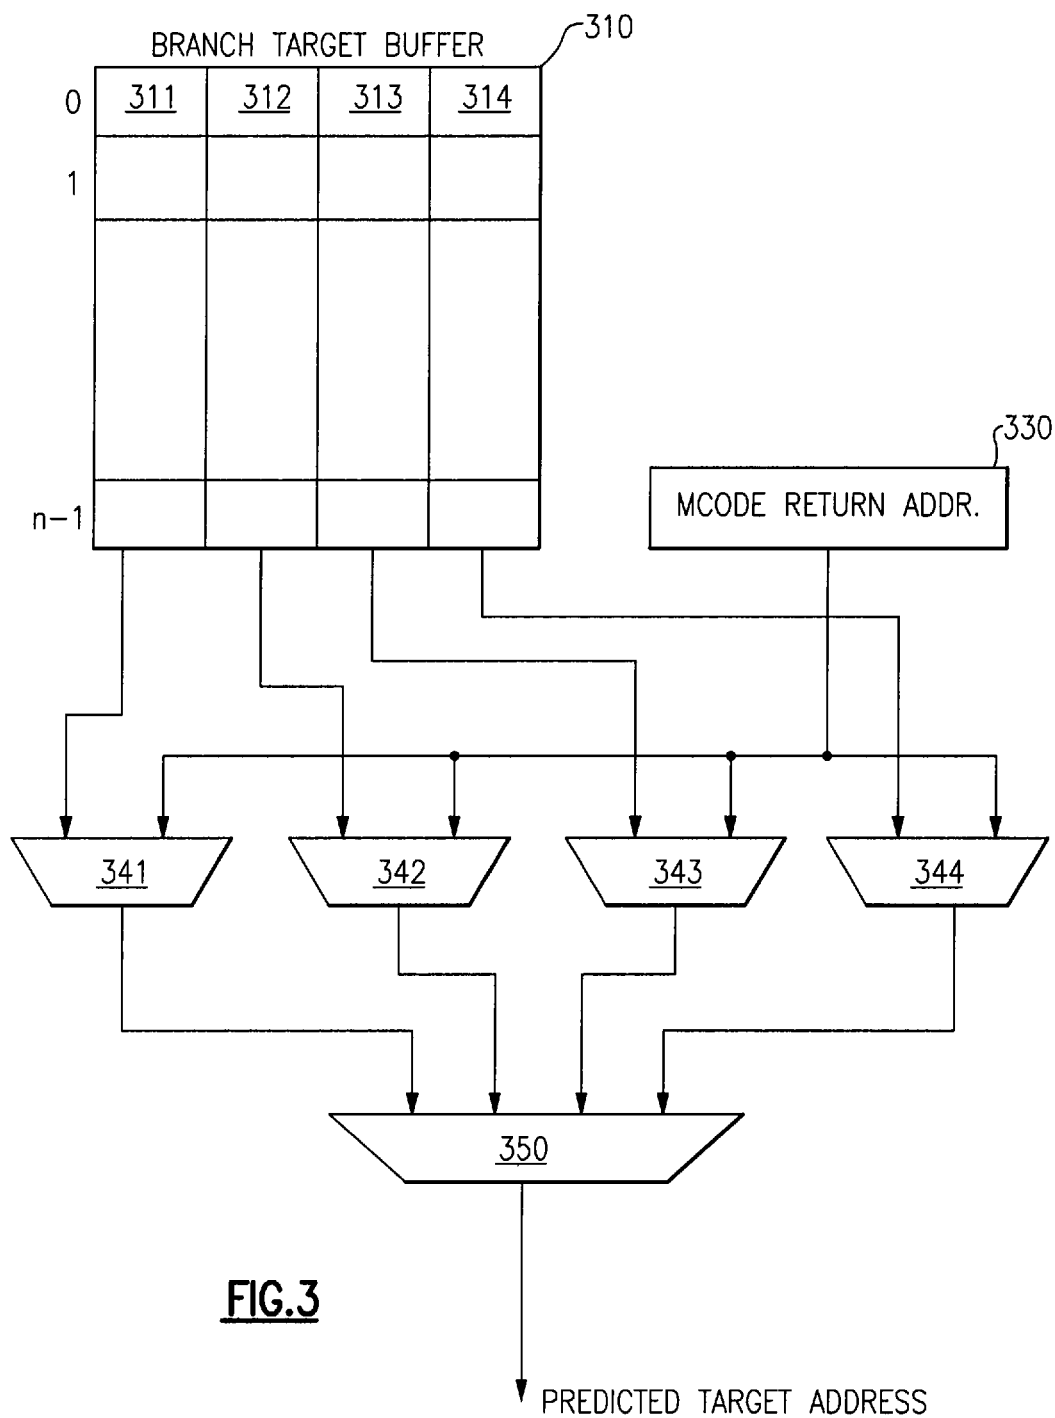 310
BRANCH TARGET BUFFER
0 311 312 313 314
1
330
MCODE RETURN ADDR.
n-1
341 342 343 344
350
FIG.3
PREDICTED TARGET ADDRESS